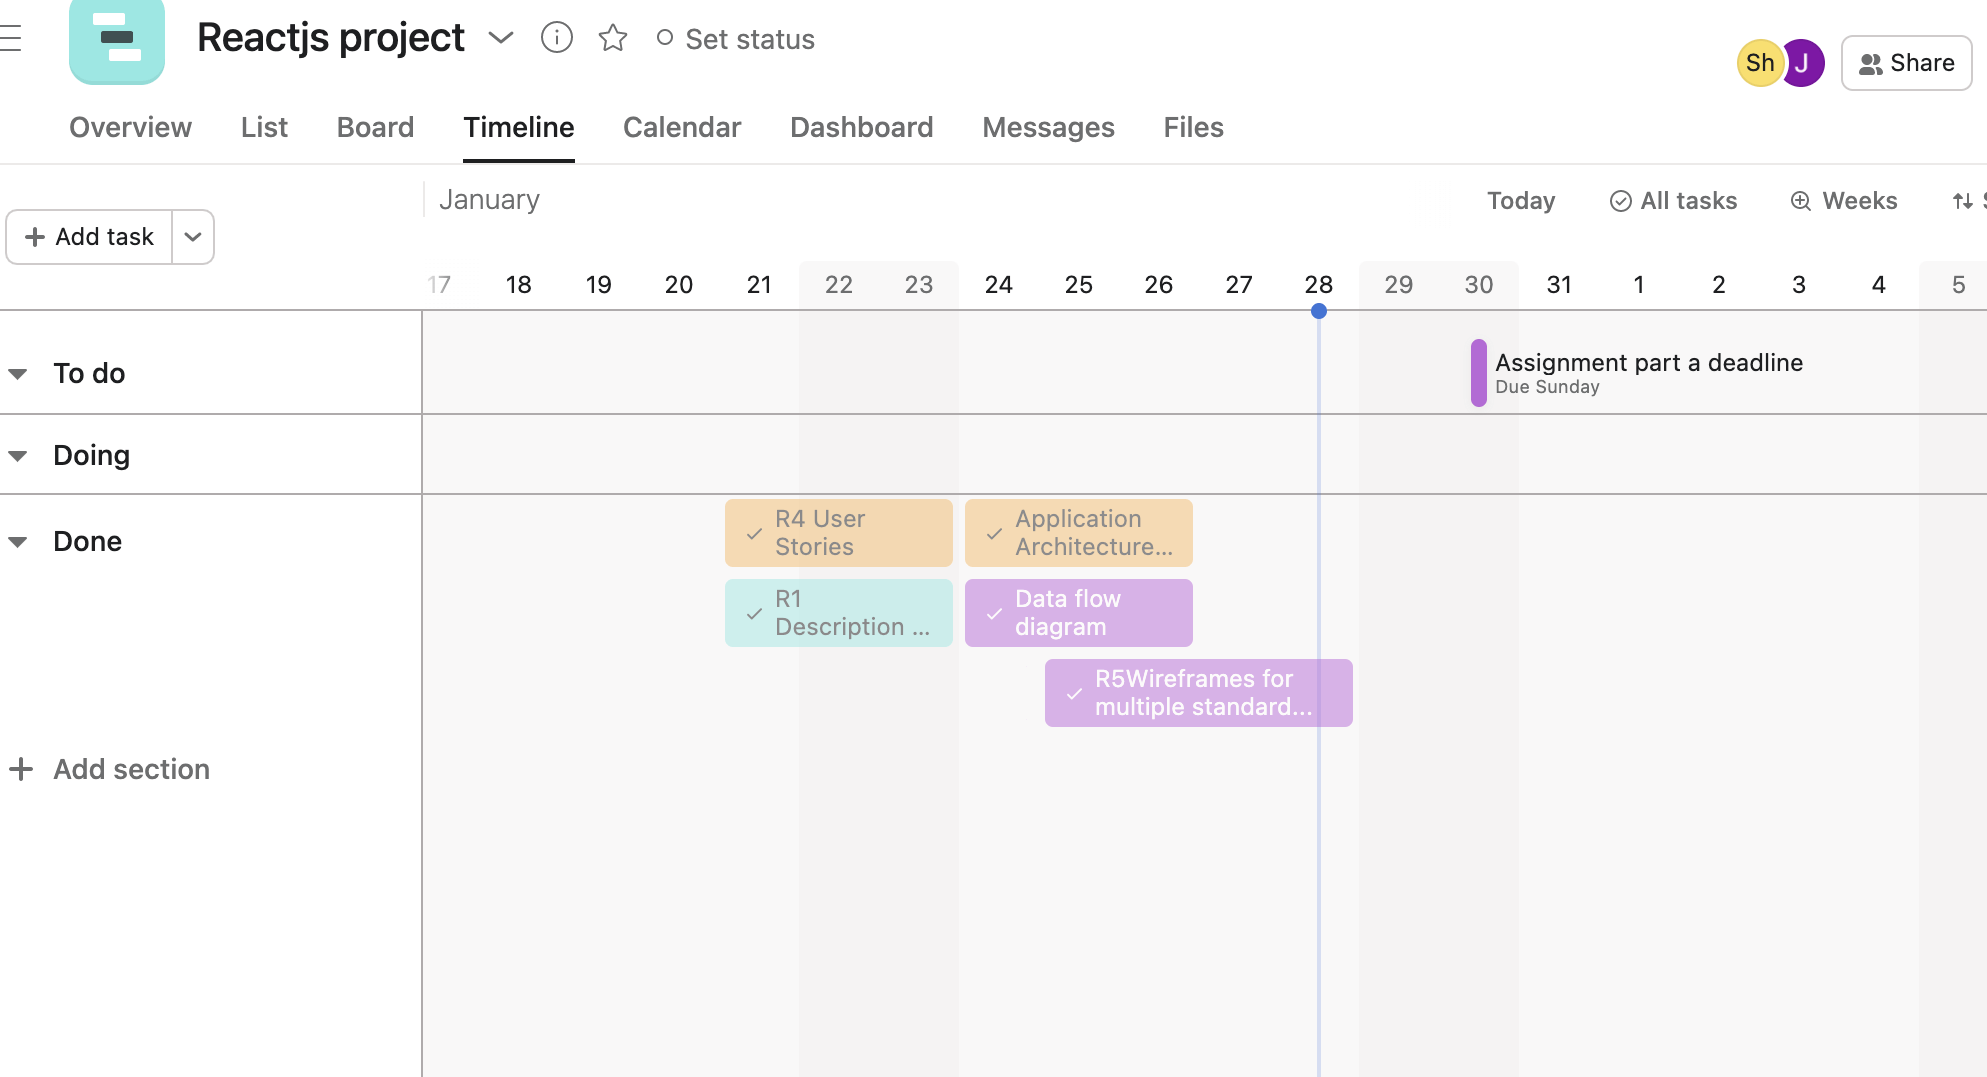 Reactjs project
Set status
Sh
J
Share
Overview List Board Timeline Calendar Dashboard Messages Files
Add task
January
Today
All tasks
Weeks
17 18 19 20 21 22 23 24 25 26 27 28 29 30 31 1 2 3 4 5
To do
Assignment part a deadline
Due Sunday
Doing
Done
R4 User
Stories
Application
Architecture...
R1
Description ...
Data flow
diagram
R5Wireframes for
multiple standard...
Add section